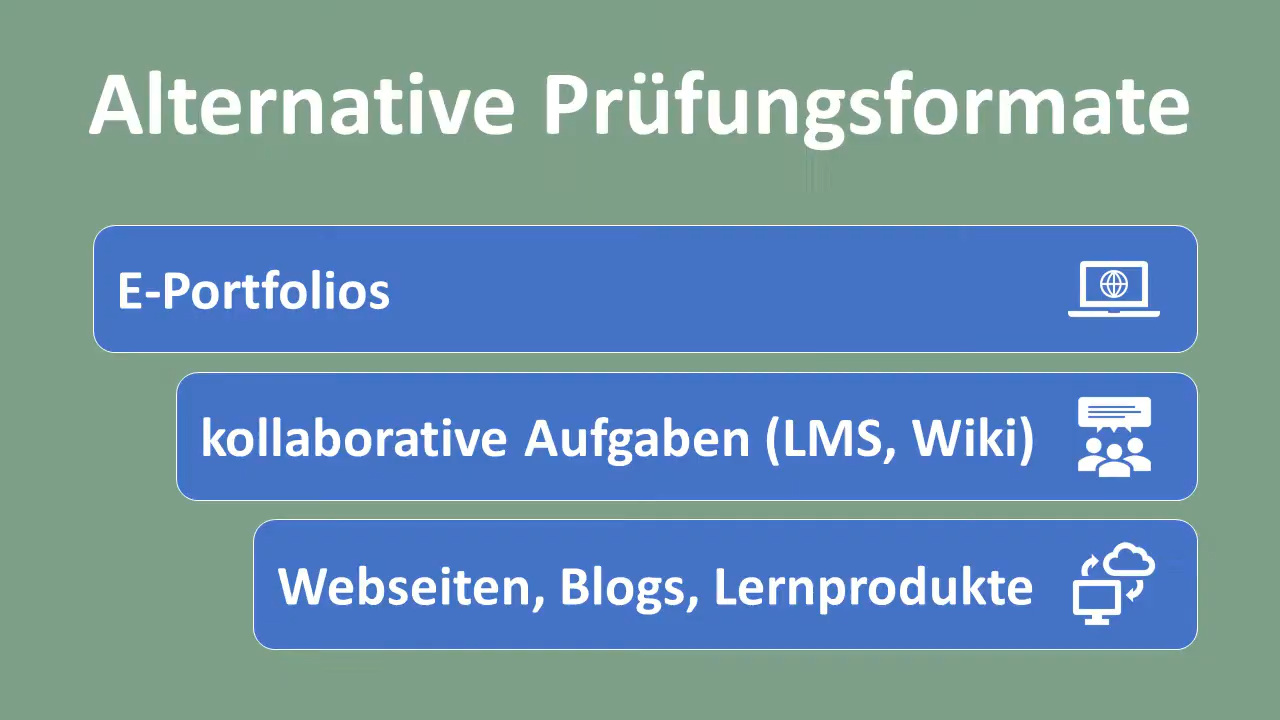 Alternative Prüfungsformate
E-Portfolios
kollaborative Aufgaben (LMS, Wiki)
Webseiten, Blogs, Lernprodukte